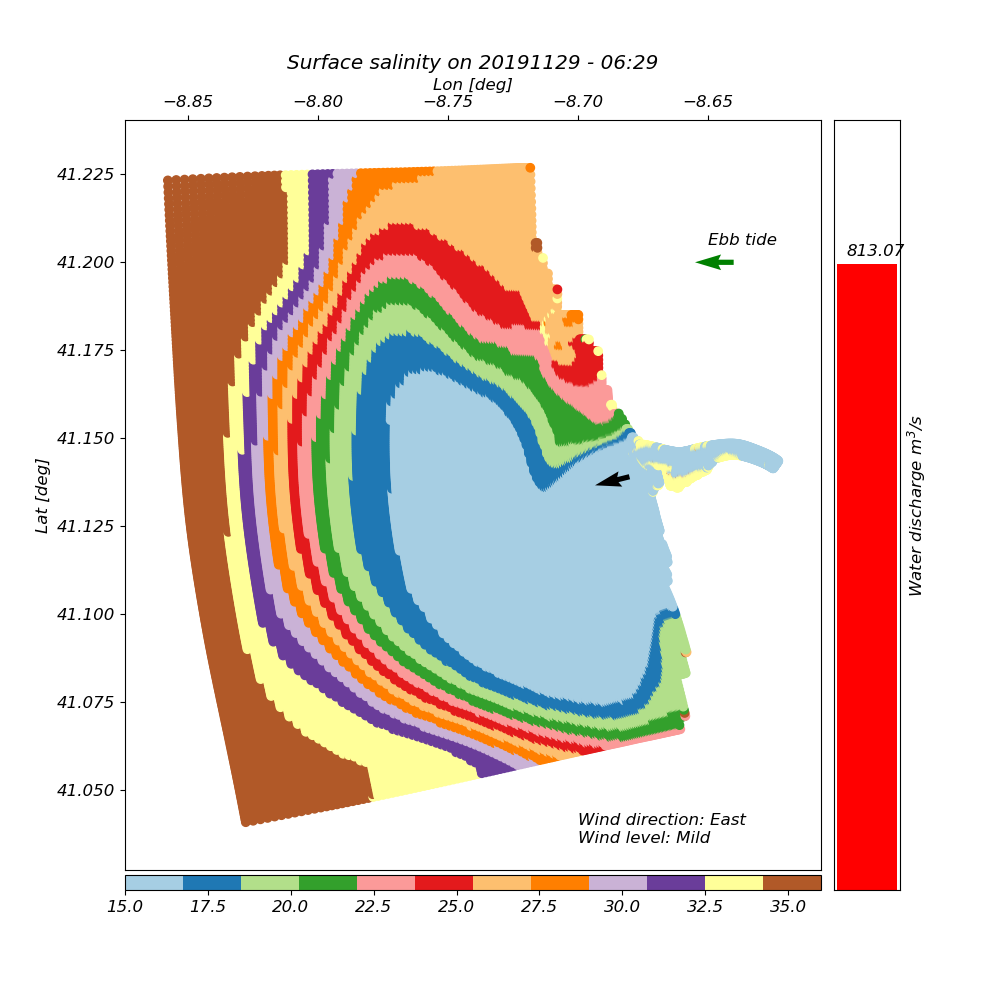 Surface salinity on 20191129 - 06:29
Lon [deg]
−8.85 −8.80 −8.75 −8.70 −8.65
41.225
41.200
41.175
41.150
41.125
41.100
41.075
41.050
Lat [deg]
Ebb tide
813.07
Water discharge m³/s
Wind direction: East
Wind level: Mild
15.0 17.5 20.0 22.5 25.0 27.5 30.0 32.5 35.0